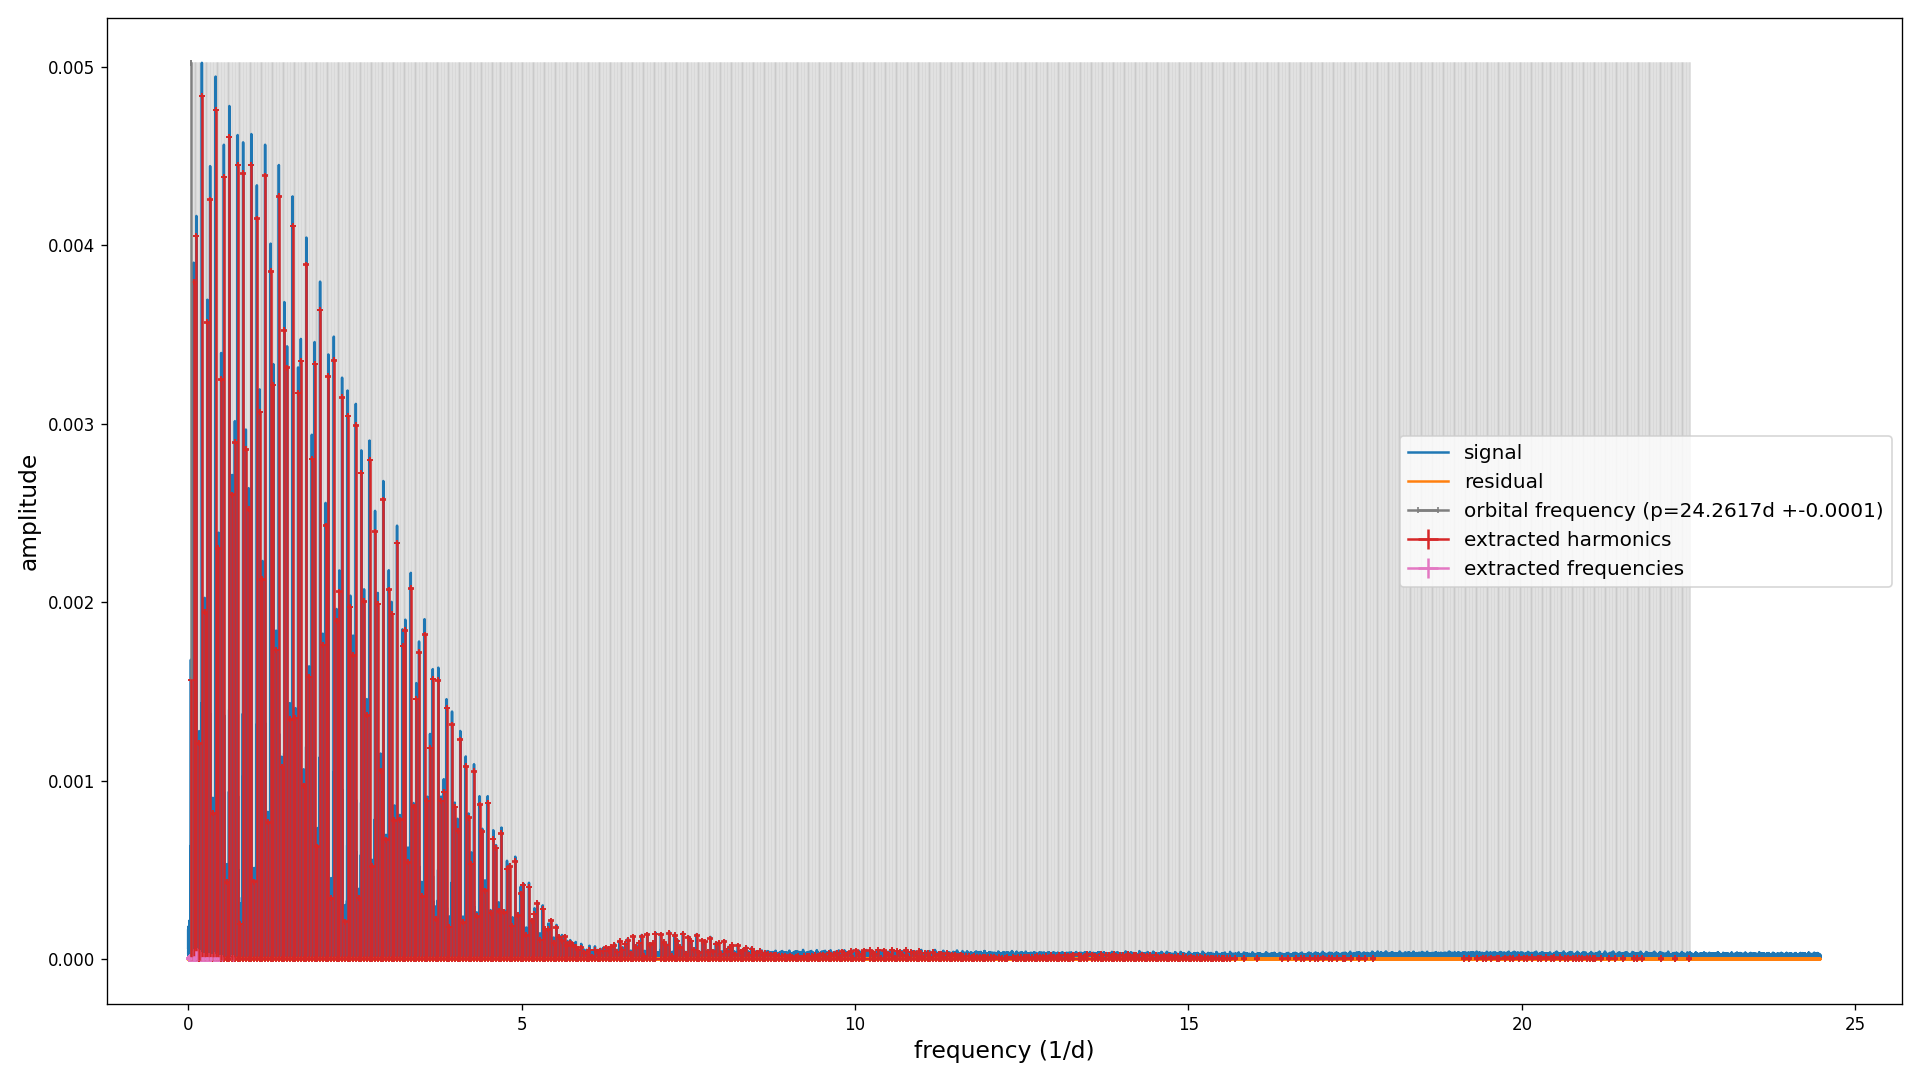 0.005
0.004
0.003
0.002
0.001
0.000
amplitude
signal
residual
orbital frequency (p=24.2617d +-0.0001)
extracted harmonics
extracted frequencies
0 5 10 15 20 25
frequency (1/d)